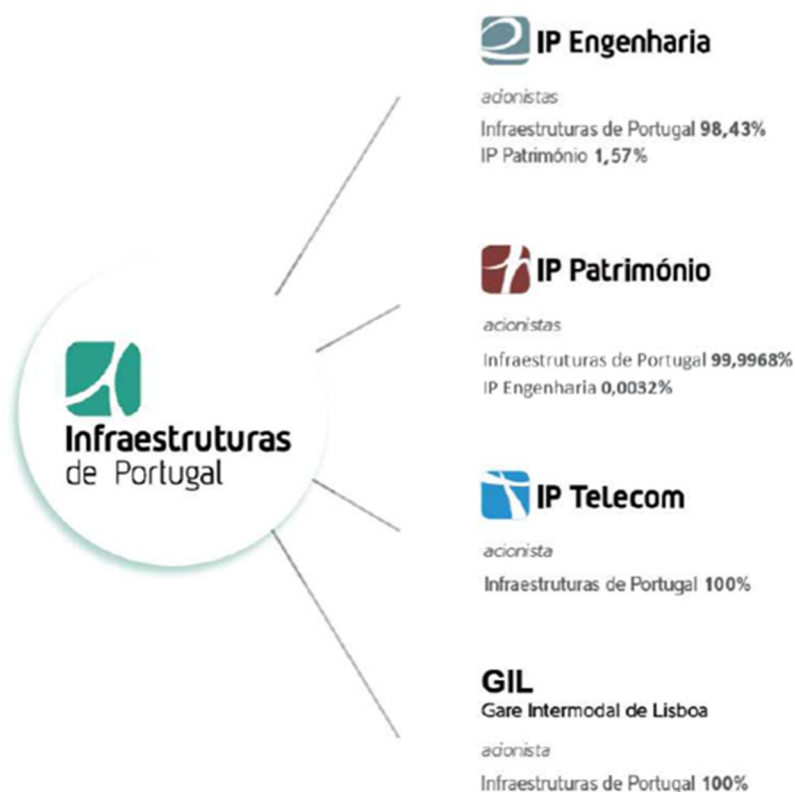 Infraestruturas
de Portugal
IP Engenharia
acionistas
Infraestruturas de Portugal 98,43%
IP Património 1,57%
IP Património
acionistas
Infraestruturas de Portugal 99,9968%
IP Engenharia 0,0032%
IP Telecom
acionista
Infraestruturas de Portugal 100%
GIL
Gare Intermodal de Lisboa
acionista
Infraestruturas de Portugal 100%